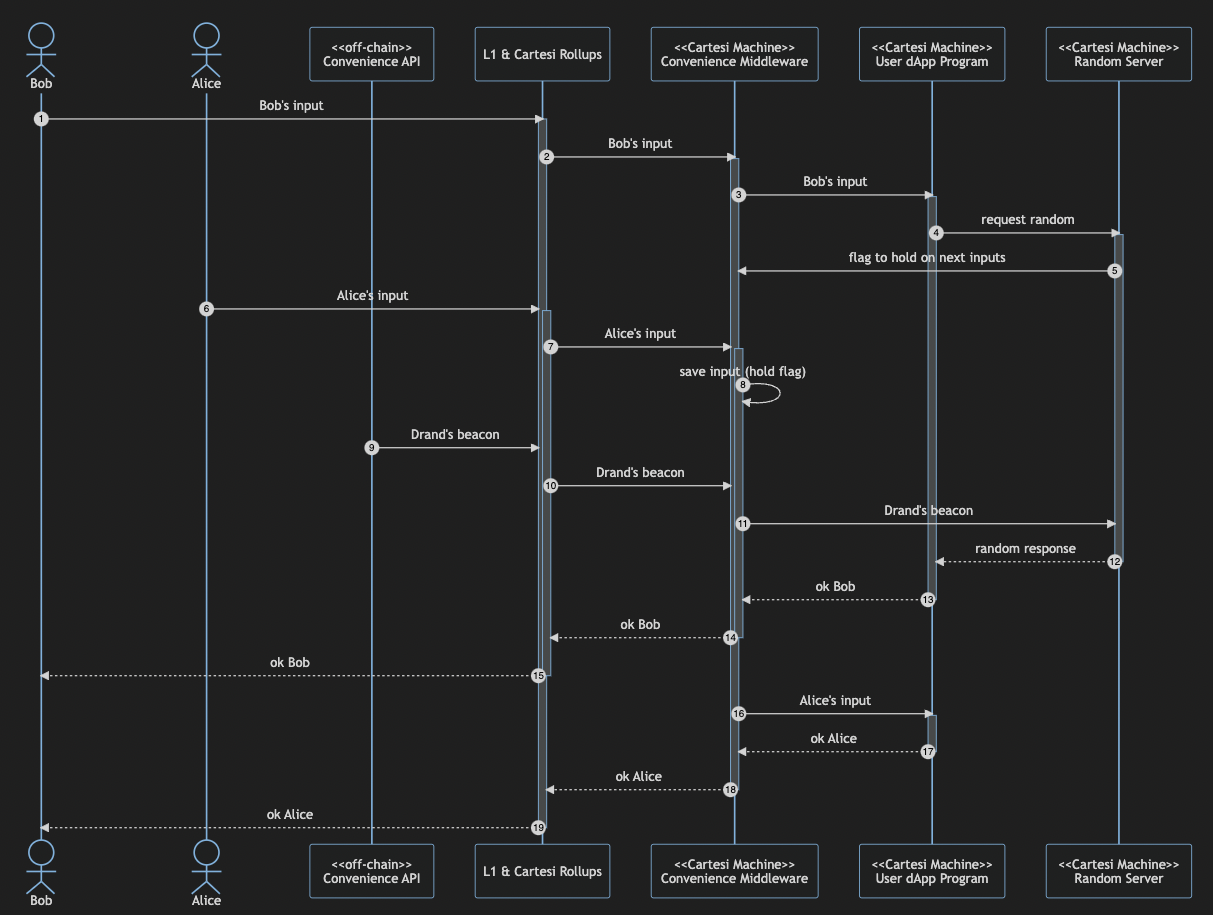 Bob
Alice
<<off-chain>>
Convenience API
L1 & Cartesi Rollups
<<Cartesi Machine>>
Convenience Middleware
<<Cartesi Machine>>
User dApp Program
<<Cartesi Machine>>
Random Server
Bob's input
1
Bob's input
2
Bob's input
3
request random
4
flag to hold on next inputs
5
Alice's input
6
Alice's input
7
save input (hold flag)
8
Drand's beacon
9
Drand's beacon
10
Drand's beacon
11
random response
12
ok Bob
13
ok Bob
14
ok Bob
15
Alice's input
16
ok Alice
17
ok Alice
18
ok Alice
19
Bob
Alice
<<off-chain>>
Convenience API
L1 & Cartesi Rollups
<<Cartesi Machine>>
Convenience Middleware
<<Cartesi Machine>>
User dApp Program
<<Cartesi Machine>>
Random Server